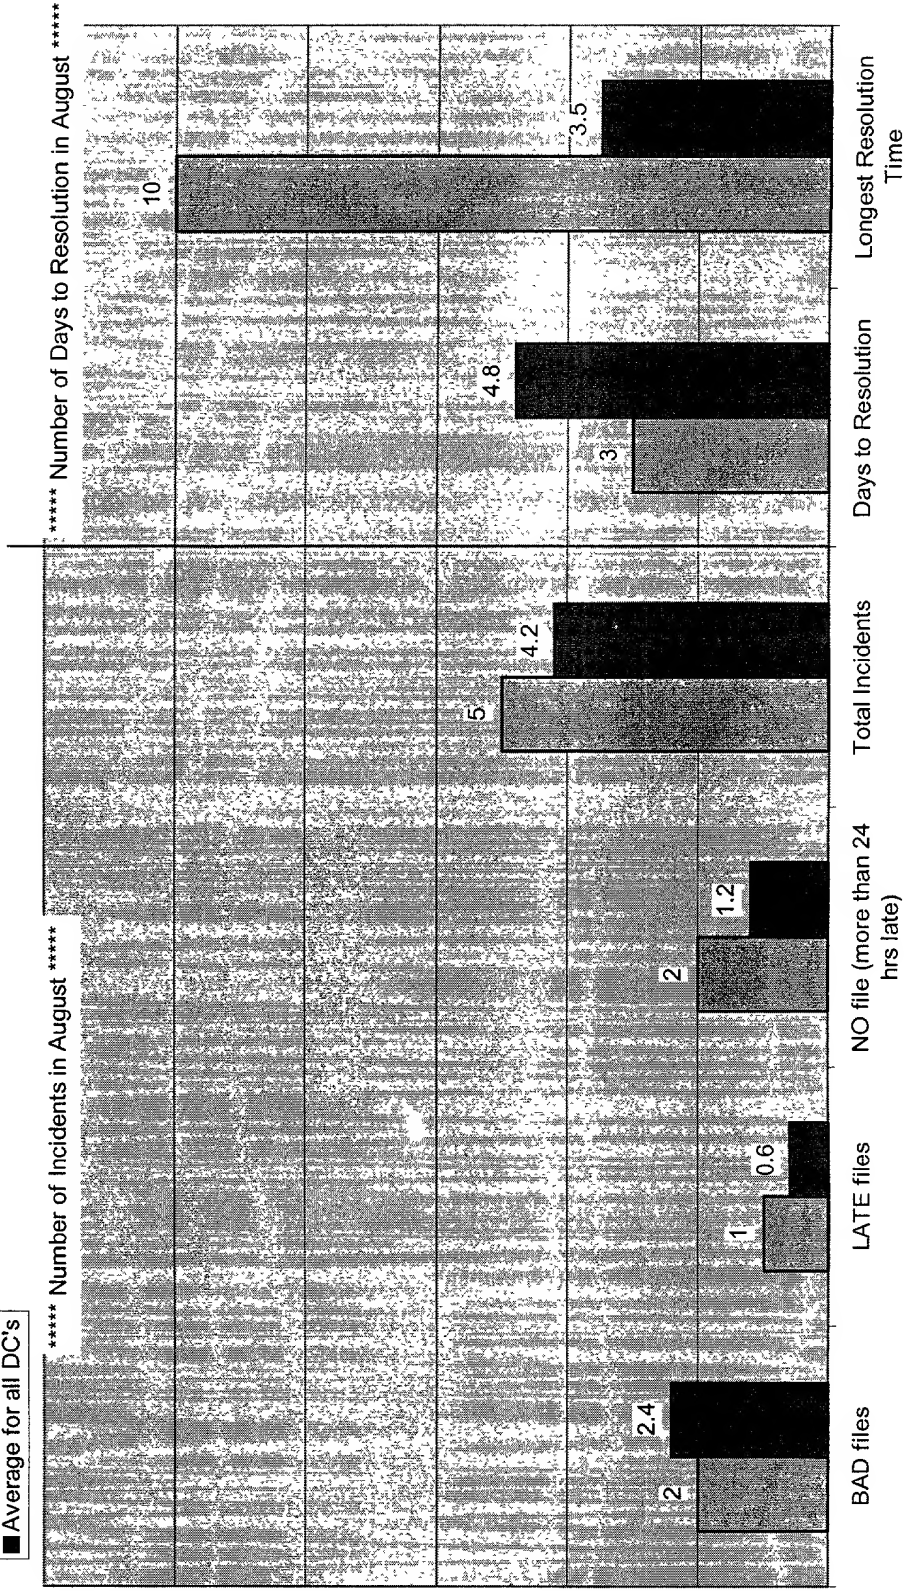 ■ Average for all DC's
***** Number of Incidents in August *****
***** Number of Days to Resolution in August *****
2
2.4
1
0.6
2
1.2
5
4.2
3
4.8
10
3.5
BAD files
LATE files
NO file (more than 24
hrs late)
Total Incidents
Days to Resolution
Longest Resolution
Time